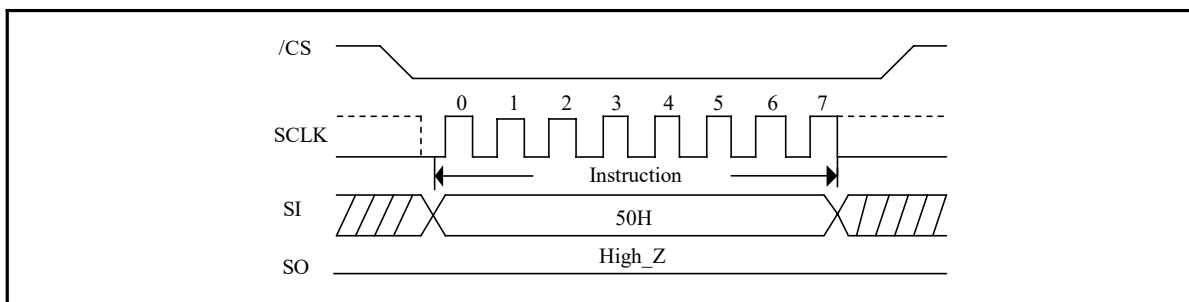 /CS
0 1 2 3 4 5 6 7
SCLK
Instruction
SI
50H
High_Z
SO